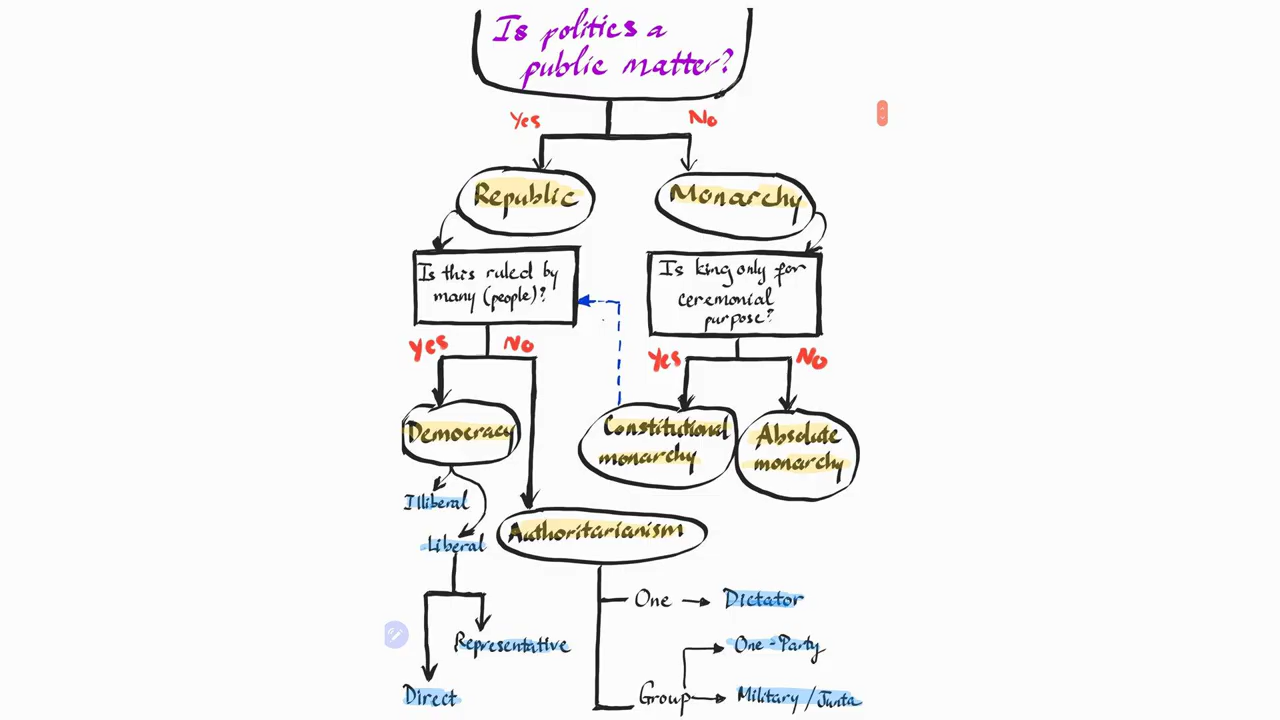 Is politics a
public matter?
Yes
No
Republic
Monarchy
Is this ruled by
many (people)?
Is king only for
ceremonial
purpose?
Yes
No
Yes
No
Democracy
Constitutional
monarchy
Absolute
monarchy
Illiberal
Liberal
Authoritarianism
One
Dictator
Representative
One-Party
Direct
Group
Military / Junta